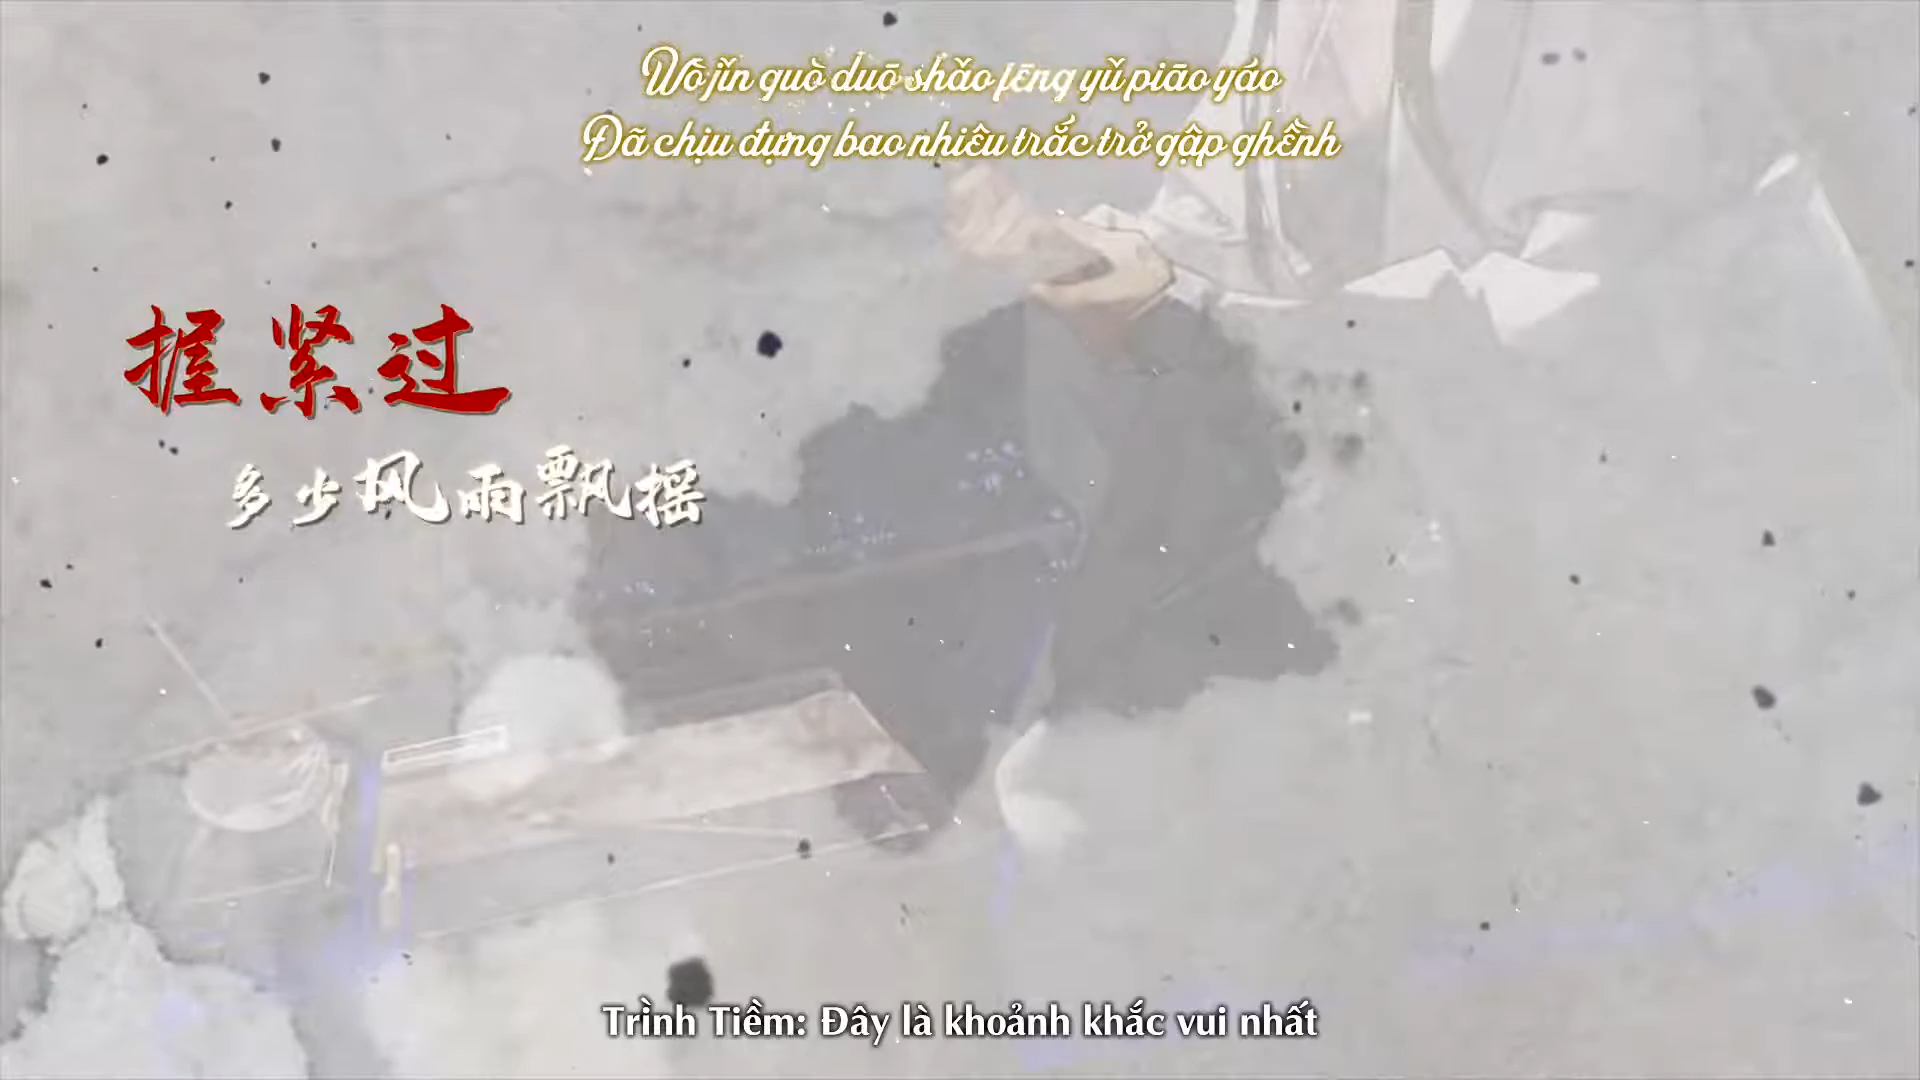 Wò jǐn guò duō shǎo fēng yǔ piāo yáo
Đã chịu đựng bao nhiêu trắc trở gập ghềnh
握紧过
多少风雨飘摇
Trình Tiềm: Đây là khoảnh khắc vui nhất